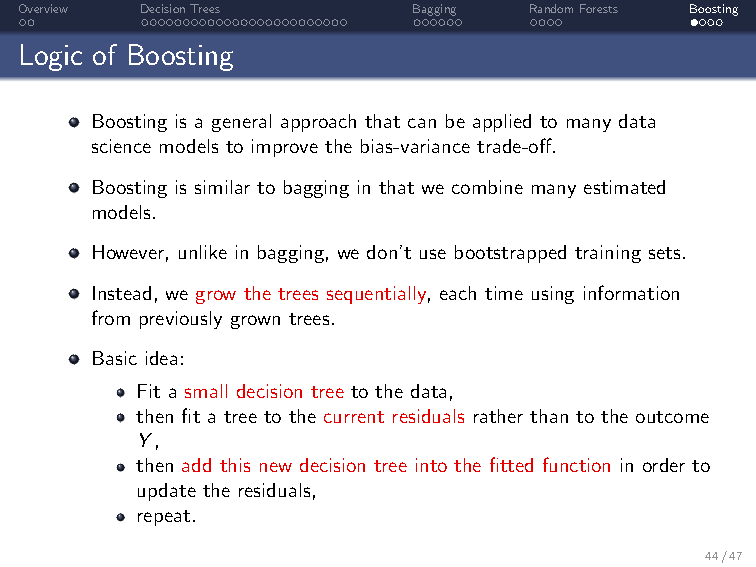 Overview Decision Trees Bagging Random Forests Boosting
Logic of Boosting
Boosting is a general approach that can be applied to many data
science models to improve the bias-variance trade-off.
Boosting is similar to bagging in that we combine many estimated
models.
However, unlike in bagging, we don't use bootstrapped training sets.
Instead, we grow the trees sequentially, each time using information
from previously grown trees.
Basic idea:
Fit a small decision tree to the data,
then fit a tree to the current residuals rather than to the outcome
Y,
then add this new decision tree into the fitted function in order to
update the residuals,
repeat.
44 / 47